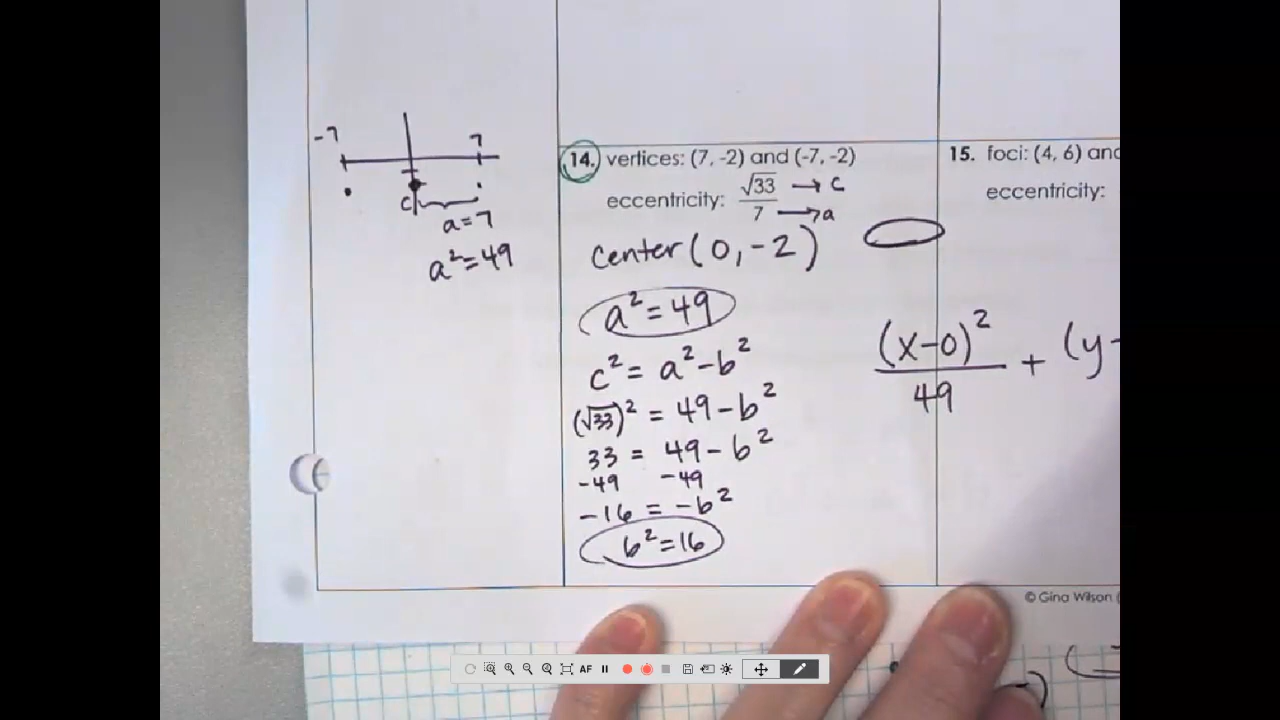 -7
7
C
a=7
a²=49
14. vertices: (7, -2) and (-7, -2)
eccentricity: √33/7 → c → a
center (0, -2)
a² = 49
c² = a² - b²
(√33)² = 49 - b²
33 = 49 - b²
-49 -49
-16 = -b²
b² = 16
15. foci: (4, 6) and
eccentricity:
(x-0)²/49 + (y-
© Gina Wilson (
AF